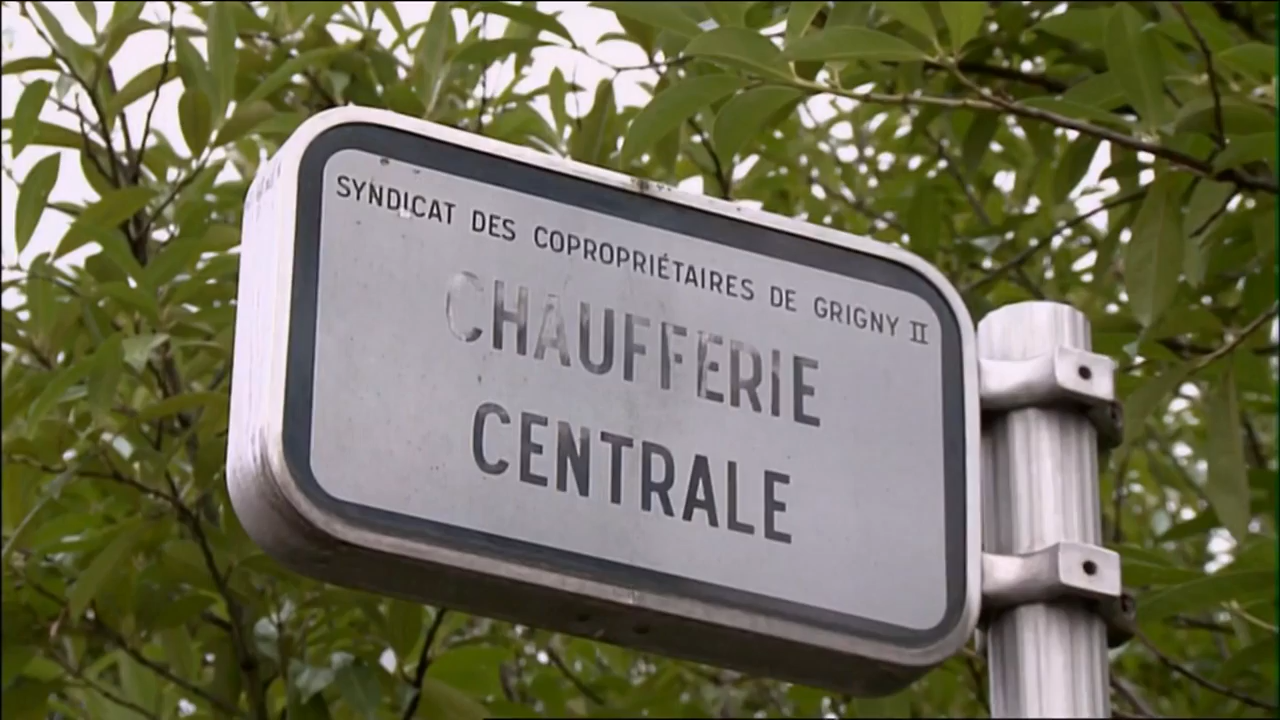 SYNDICAT DES COPROPRIÉTAIRES DE GRIGNY II
CHAUFFERIE
CENTRALE